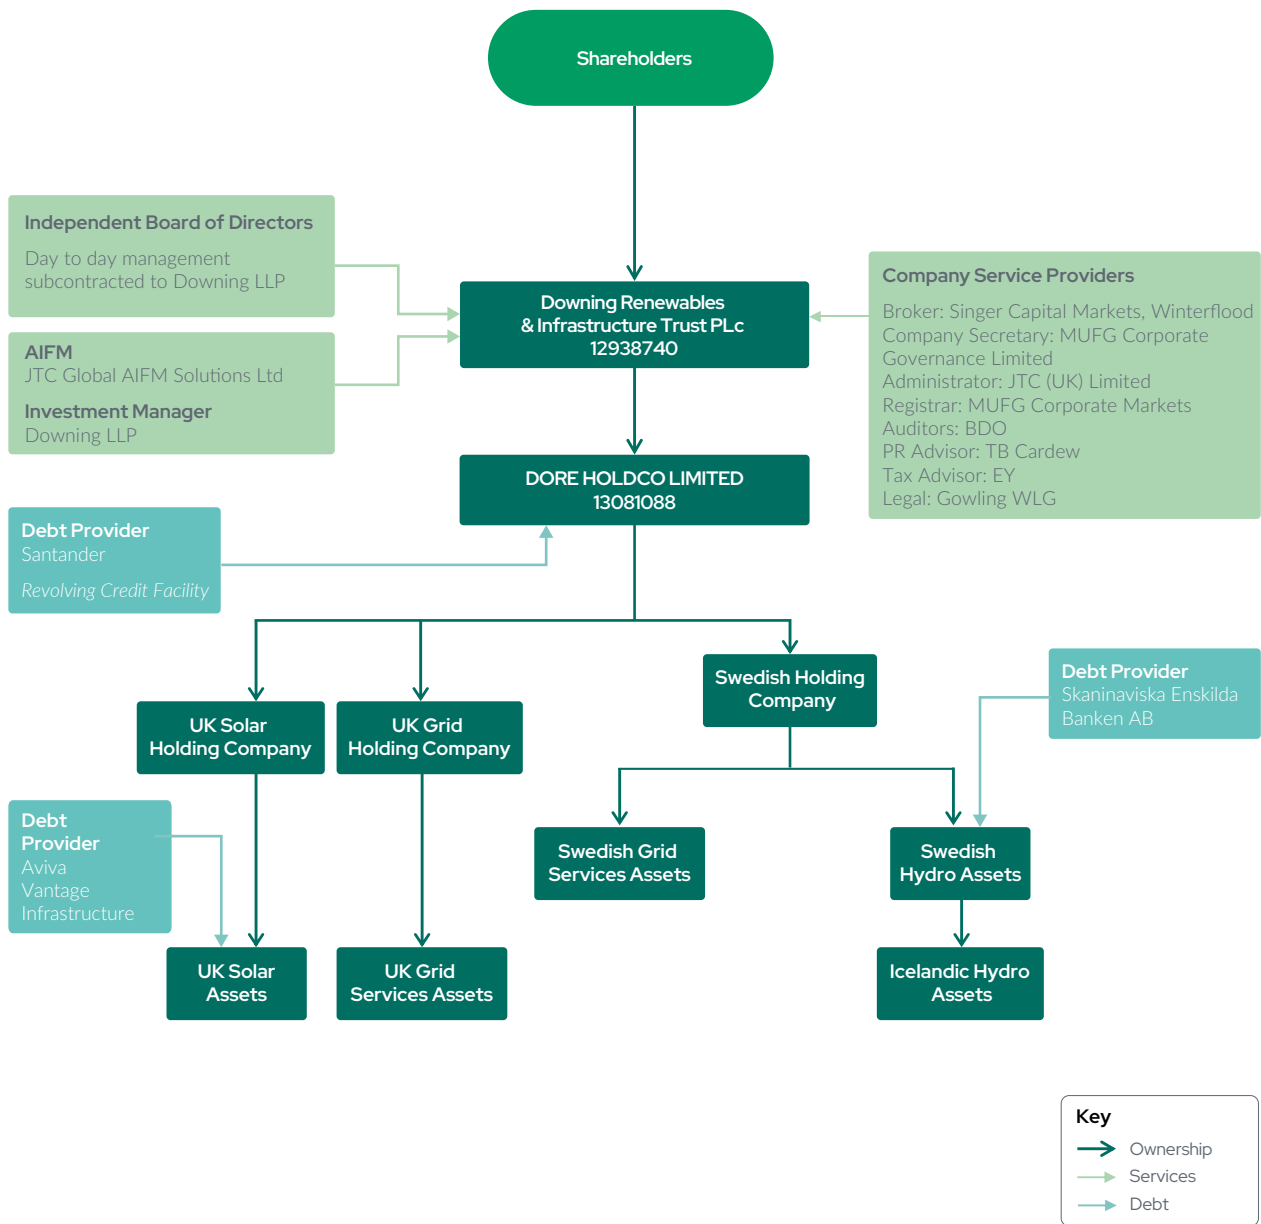 Shareholders
Independent Board of Directors
Day to day management
subcontracted to Downing LLP
AIFM
JTC Global AIFM Solutions Ltd
Investment Manager
Downing LLP
Downing Renewables
& Infrastructure Trust PLc
12938740
Company Service Providers
Broker: Singer Capital Markets, Winterflood
Company Secretary: MUFG Corporate
Governance Limited
Administrator: JTC (UK) Limited
Registrar: MUFG Corporate Markets
Auditors: BDO
PR Advisor: TB Cardew
Tax Advisor: EY
Legal: Gowling WLG
DORE HOLDCO LIMITED
13081088
Debt Provider
Santander
Revolving Credit Facility
Swedish Holding
Company
Debt Provider
Skaninaviska Enskilda
Banken AB
UK Solar
Holding Company
UK Grid
Holding Company
Debt
Provider
Aviva
Vantage
Infrastructure
Swedish Grid
Services Assets
Swedish
Hydro Assets
UK Solar
Assets
UK Grid
Services Assets
Icelandic Hydro
Assets
Key
Ownership
Services
Debt